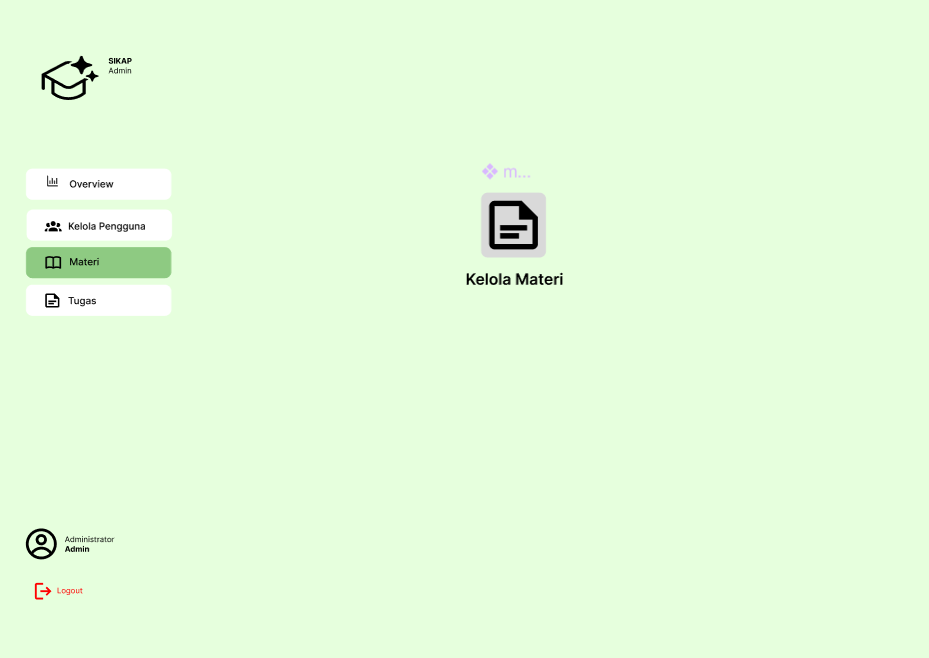 SIKAP
Admin
Overview
Kelola Pengguna
Materi
Tugas
m...
Kelola Materi
Administrator
Admin
Logout